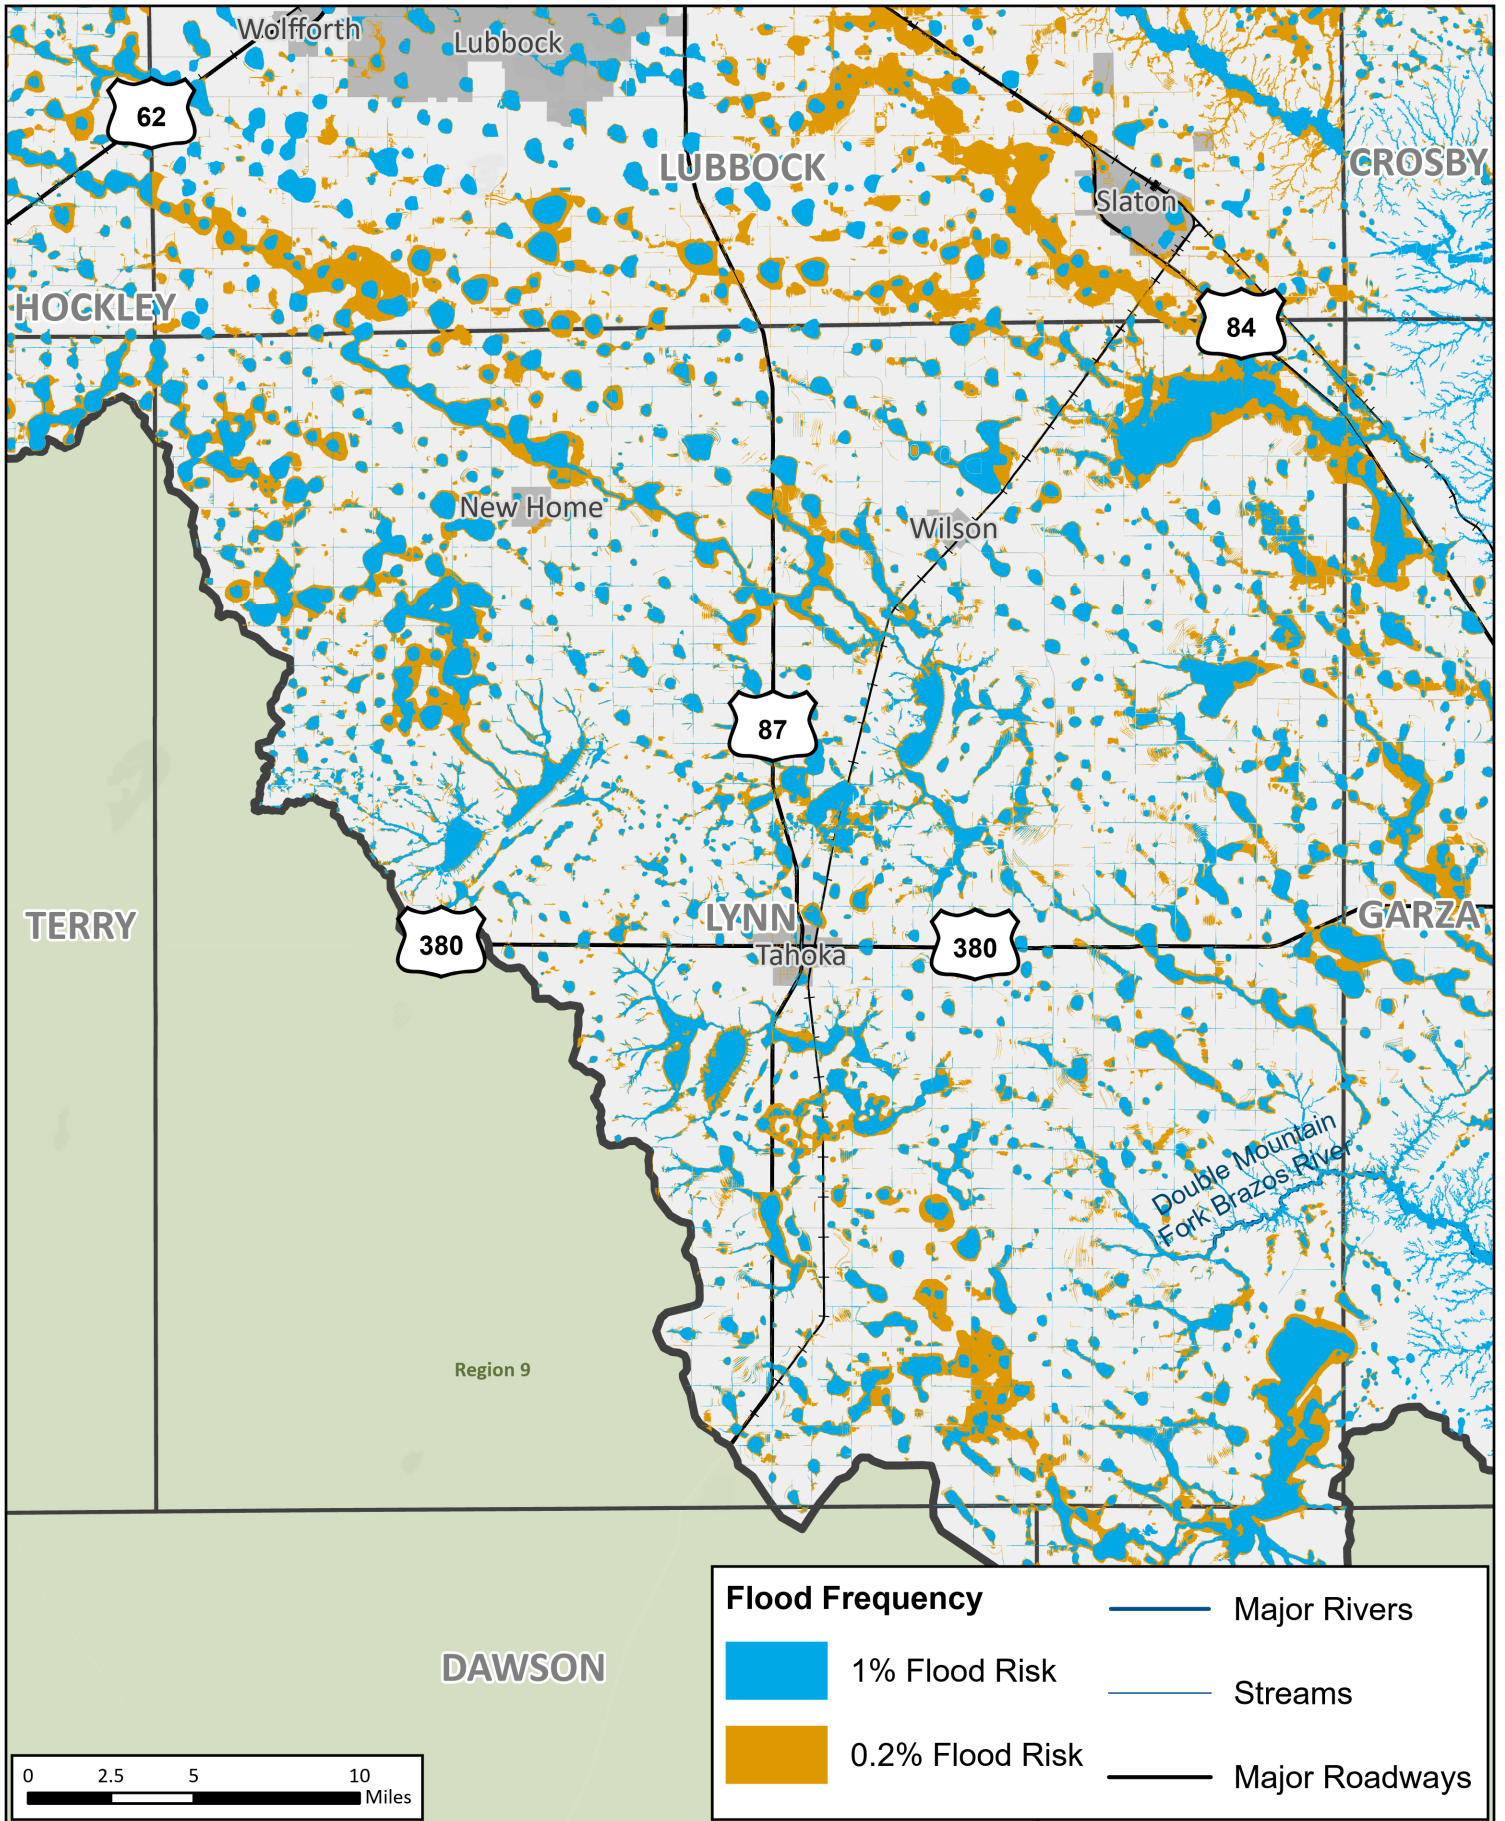 Wolfforth
Lubbock
62
LUBBOCK
CROSBY
Slaton
HOCKLEY
84
New Home
Wilson
87
TERRY
LYNN
GARZA
380
380
Tahoka
Double Mountain
Fork Brazos River
Region 9
DAWSON
Flood Frequency
1% Flood Risk
0.2% Flood Risk
Major Rivers
Streams
Major Roadways
0 2.5 5 10
Miles